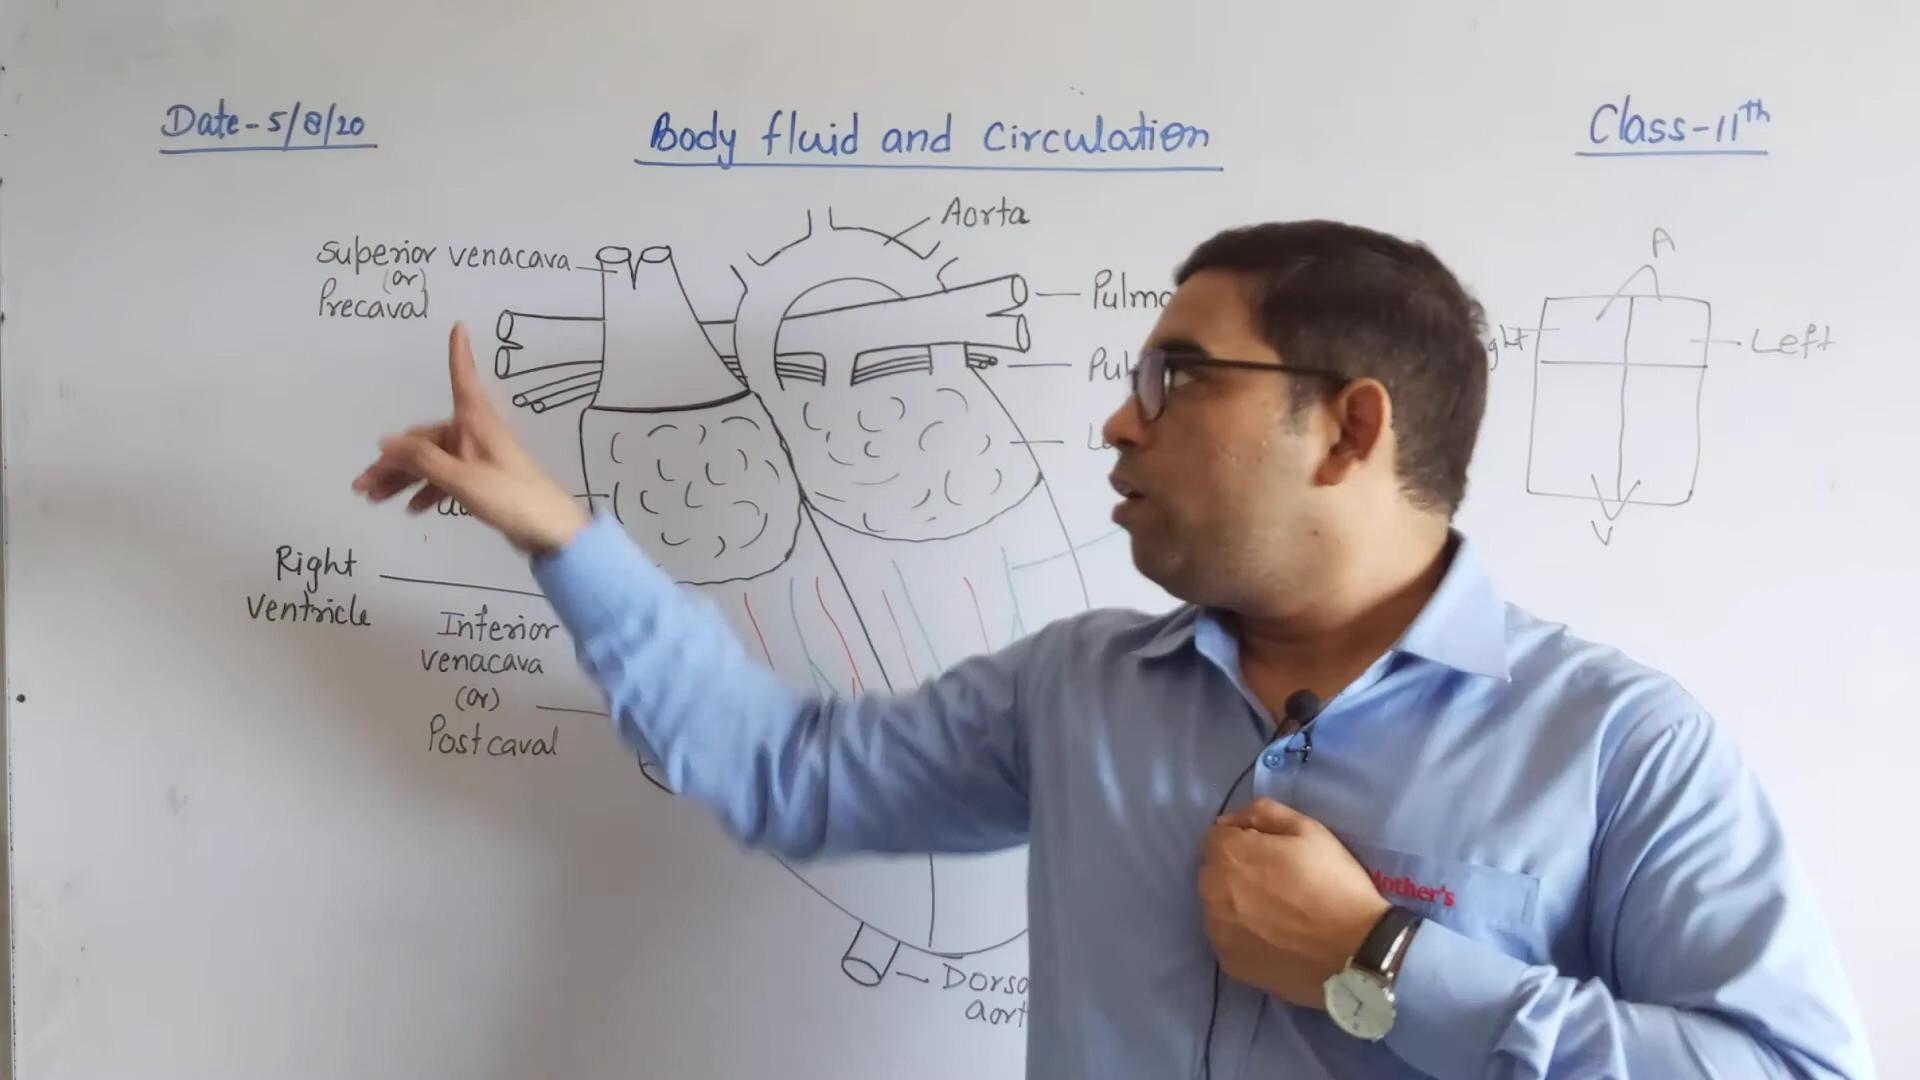 Date-5/8/20
Body fluid and Circulation
Class-11th
Superior venacava
(or)
Precaval
Aorta
A
Left
V
Right
Ventricle
Inferior
venacava
(or)
Postcaval
Mother's